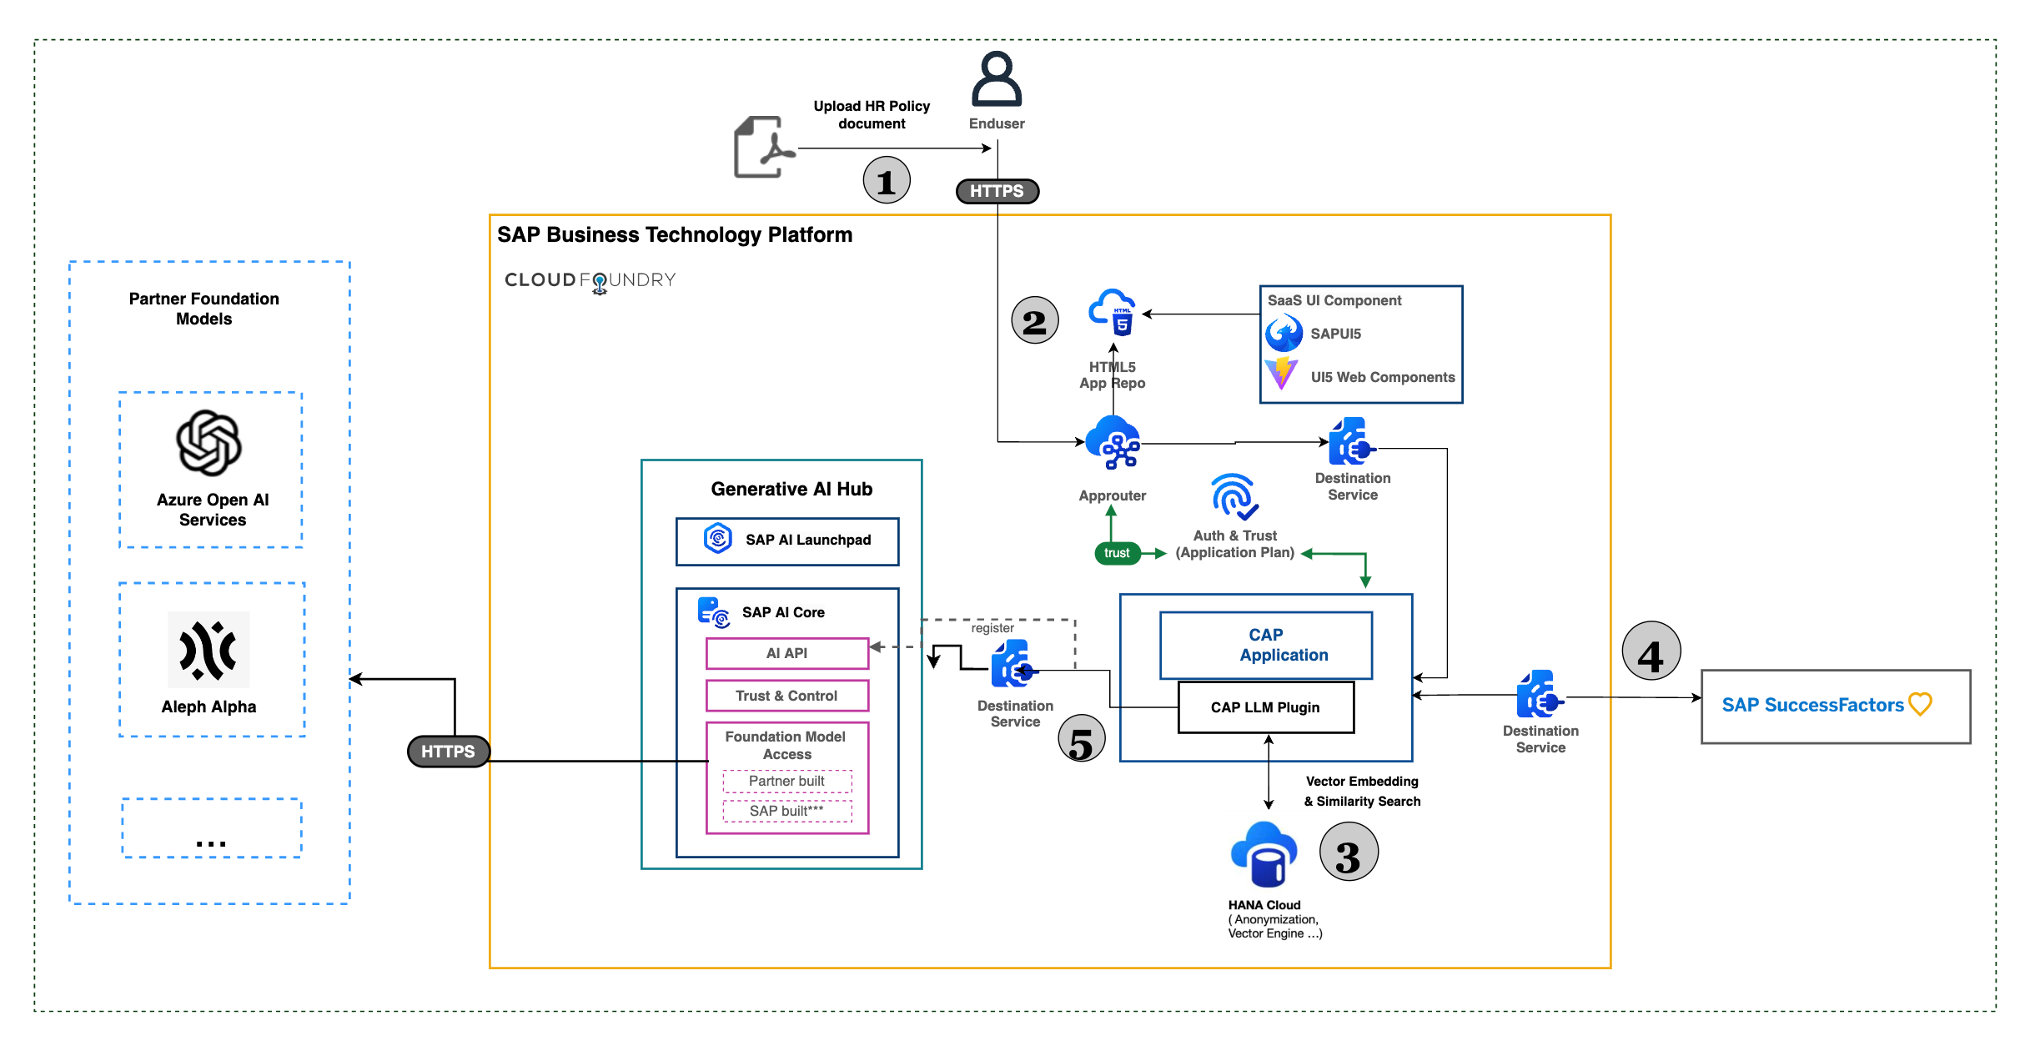 Upload HR Policy
document
Enduser
1
HTTPS
SAP Business Technology Platform
CLOUD FOUNDRY
Partner Foundation
Models
Azure Open AI
Services
Aleph Alpha
...
HTTPS
2
HTML
5
HTML5
App Repo
SaaS UI Component
SAPUI5
UI5 Web Components
Approuter
Destination
Service
Auth & Trust
(Application Plan)
trust
Generative AI Hub
SAP AI Launchpad
SAP AI Core
AI API
Trust & Control
Foundation Model
Access
Partner built
SAP built***
register
Destination
Service
5
CAP
Application
CAP LLM Plugin
Vector Embedding
& Similarity Search
3
HANA Cloud
( Anonymization,
Vector Engine ...)
Destination
Service
4
SAP SuccessFactors